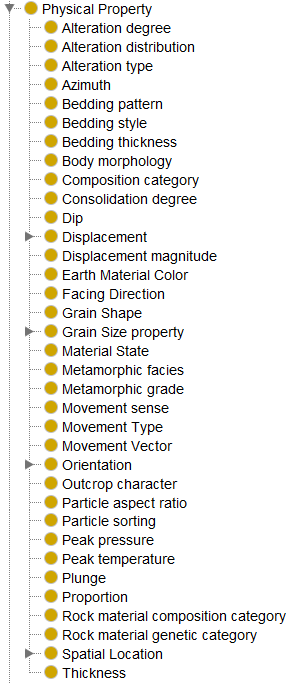 Physical Property
Alteration degree
Alteration distribution
Alteration type
Azimuth
Bedding pattern
Bedding style
Bedding thickness
Body morphology
Composition category
Consolidation degree
Dip
Displacement
Displacement magnitude
Earth Material Color
Facing Direction
Grain Shape
Grain Size property
Material State
Metamorphic facies
Metamorphic grade
Movement sense
Movement Type
Movement Vector
Orientation
Outcrop character
Particle aspect ratio
Particle sorting
Peak pressure
Peak temperature
Plunge
Proportion
Rock material composition category
Rock material genetic category
Spatial Location
Thickness